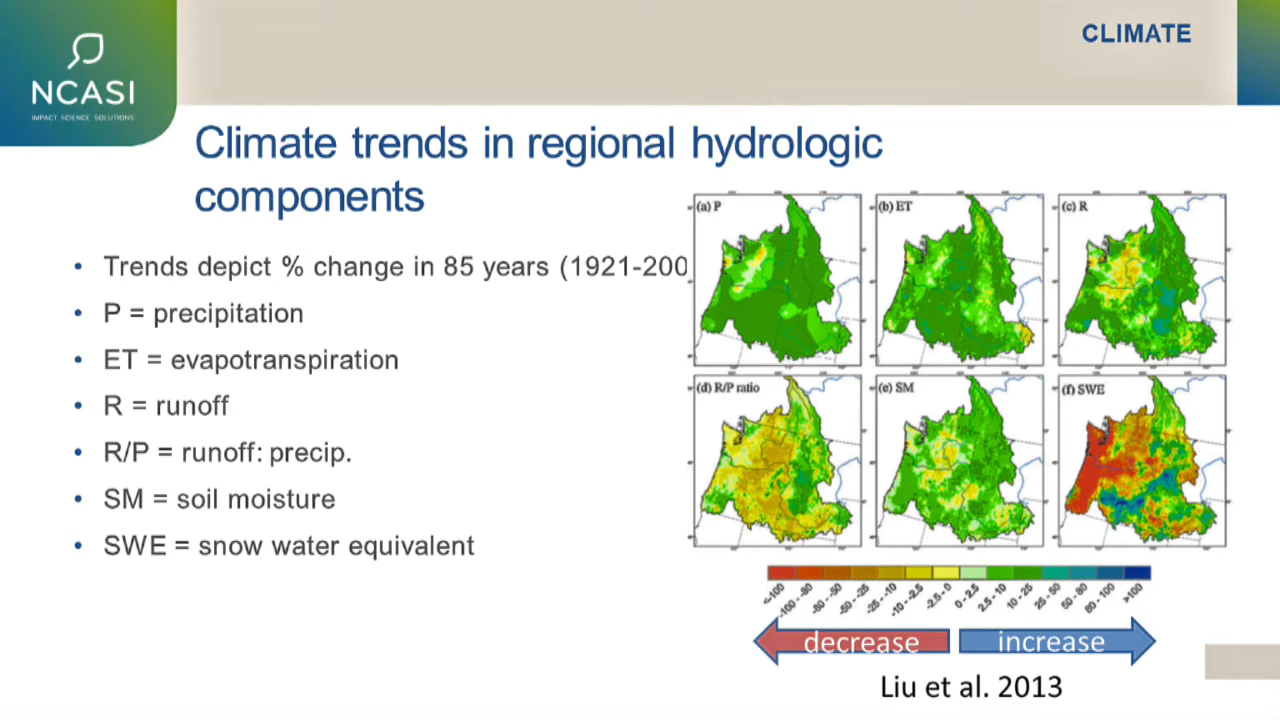 CLIMATE
NCASI
IMPACT SCIENCE SOLUTIONS
Climate trends in regional hydrologic
components
• Trends depict % change in 85 years (1921-200
• P = precipitation
• ET = evapotranspiration
• R = runoff
• R/P = runoff: precip.
• SM = soil moisture
• SWE = snow water equivalent
(a) P
(b) ET
(c) R
(d) R/P ratio
(e) SM
(f) SWE
<-100
-100 - -80
-80 - -50
-50 - -25
-25 - -10
-10 - -2.5
-2.5 - 0
0 - 2.5
2.5 - 10
10 - 25
25 - 50
50 - 80
80 - 100
>100
decrease
increase
Liu et al. 2013